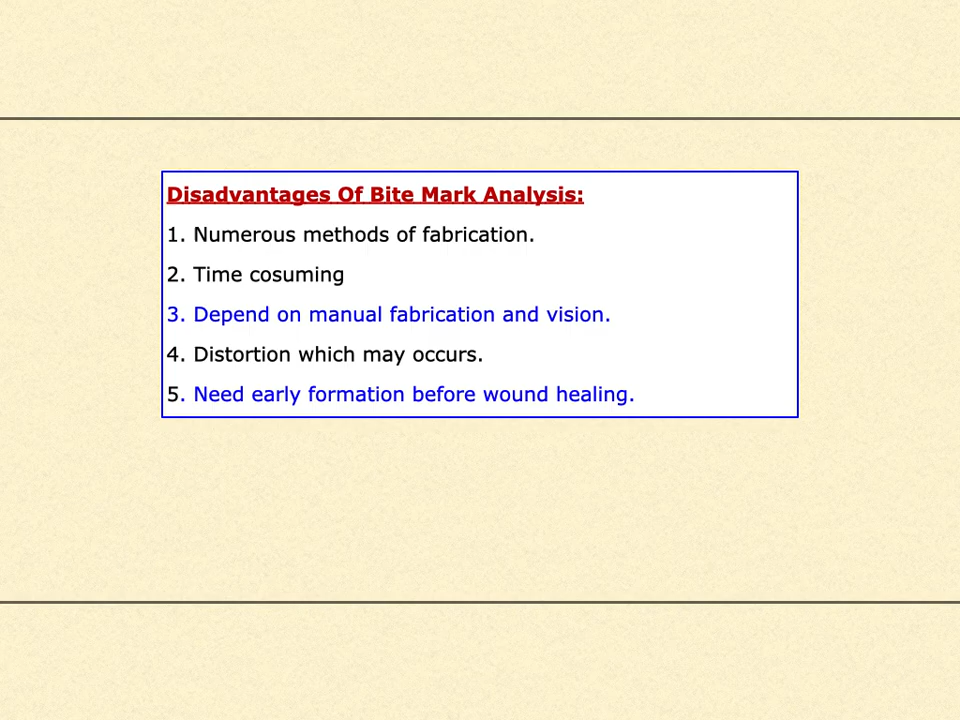 Disadvantages Of Bite Mark Analysis:
1. Numerous methods of fabrication.
2. Time cosuming
3. Depend on manual fabrication and vision.
4. Distortion which may occurs.
5. Need early formation before wound healing.